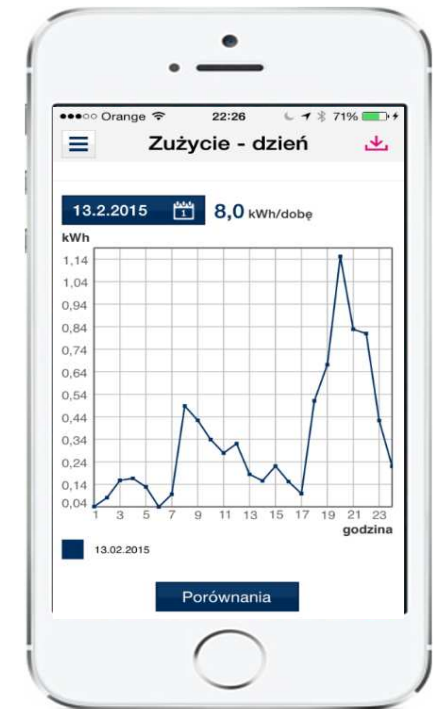 ●●●○○ Orange 22:26 71%
Zużycie - dzień
13.2.2015 1 8,0 kWh/dobę
kWh
1,14
1,04
0,94
0,84
0,74
0,64
0,54
0,44
0,34
0,24
0,14
0,04
1 3 5 7 9 11 13 15 17 19 21 23
godzina
13.02.2015
Porównania